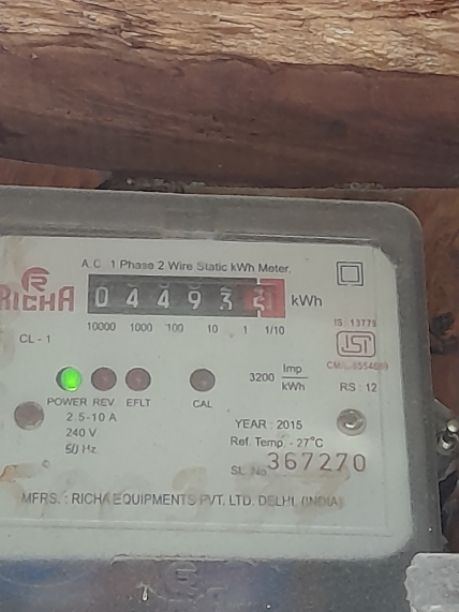 A.C. 1 Phase 2 Wire Static kWh Meter.
RICHA
0 4 4 9 3 kWh
10000 1000 100 10 1 1/10
IS: 13779
CL - 1
ISI
3200 Imp/kWh
RS : 12
POWER REV EFLT CAL
2.5-10 A
240 V
50 Hz
YEAR : 2015
Ref. Temp. - 27°C
SL. No. 367270
MFRS. : RICHA EQUIPMENTS PVT. LTD. DELHI, (INDIA)